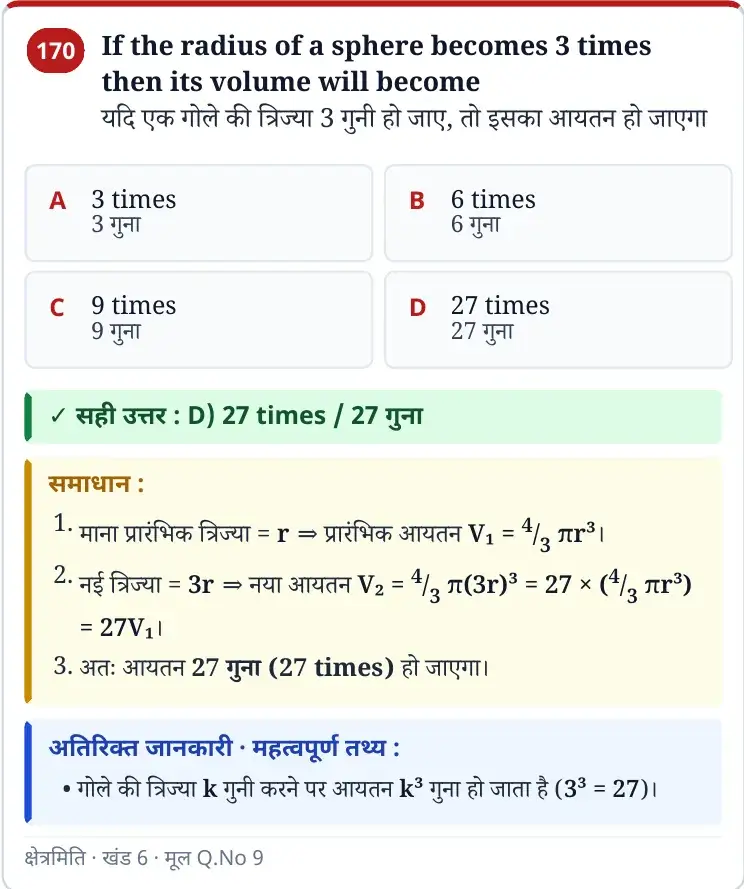 170
If the radius of a sphere becomes 3 times
then its volume will become
यदि एक गोले की त्रिज्या 3 गुनी हो जाए, तो इसका आयतन हो जाएगा
A 3 times
3 गुना
B 6 times
6 गुना
C 9 times
9 गुना
D 27 times
27 गुना
✓ सही उत्तर : D) 27 times / 27 गुना
समाधान :
1. माना प्रारंभिक त्रिज्या = r ⇒ प्रारंभिक आयतन V₁ = ⁴/₃ πr³।
2. नई त्रिज्या = 3r ⇒ नया आयतन V₂ = ⁴/₃ π(3r)³ = 27 × (⁴/₃ πr³)
= 27V₁।
3. अतः आयतन 27 गुना (27 times) हो जाएगा।
अतिरिक्त जानकारी · महत्वपूर्ण तथ्य :
• गोले की त्रिज्या k गुनी करने पर आयतन k³ गुना हो जाता है (3³ = 27)।
क्षेत्रमिति · खंड 6 · मूल Q.No 9